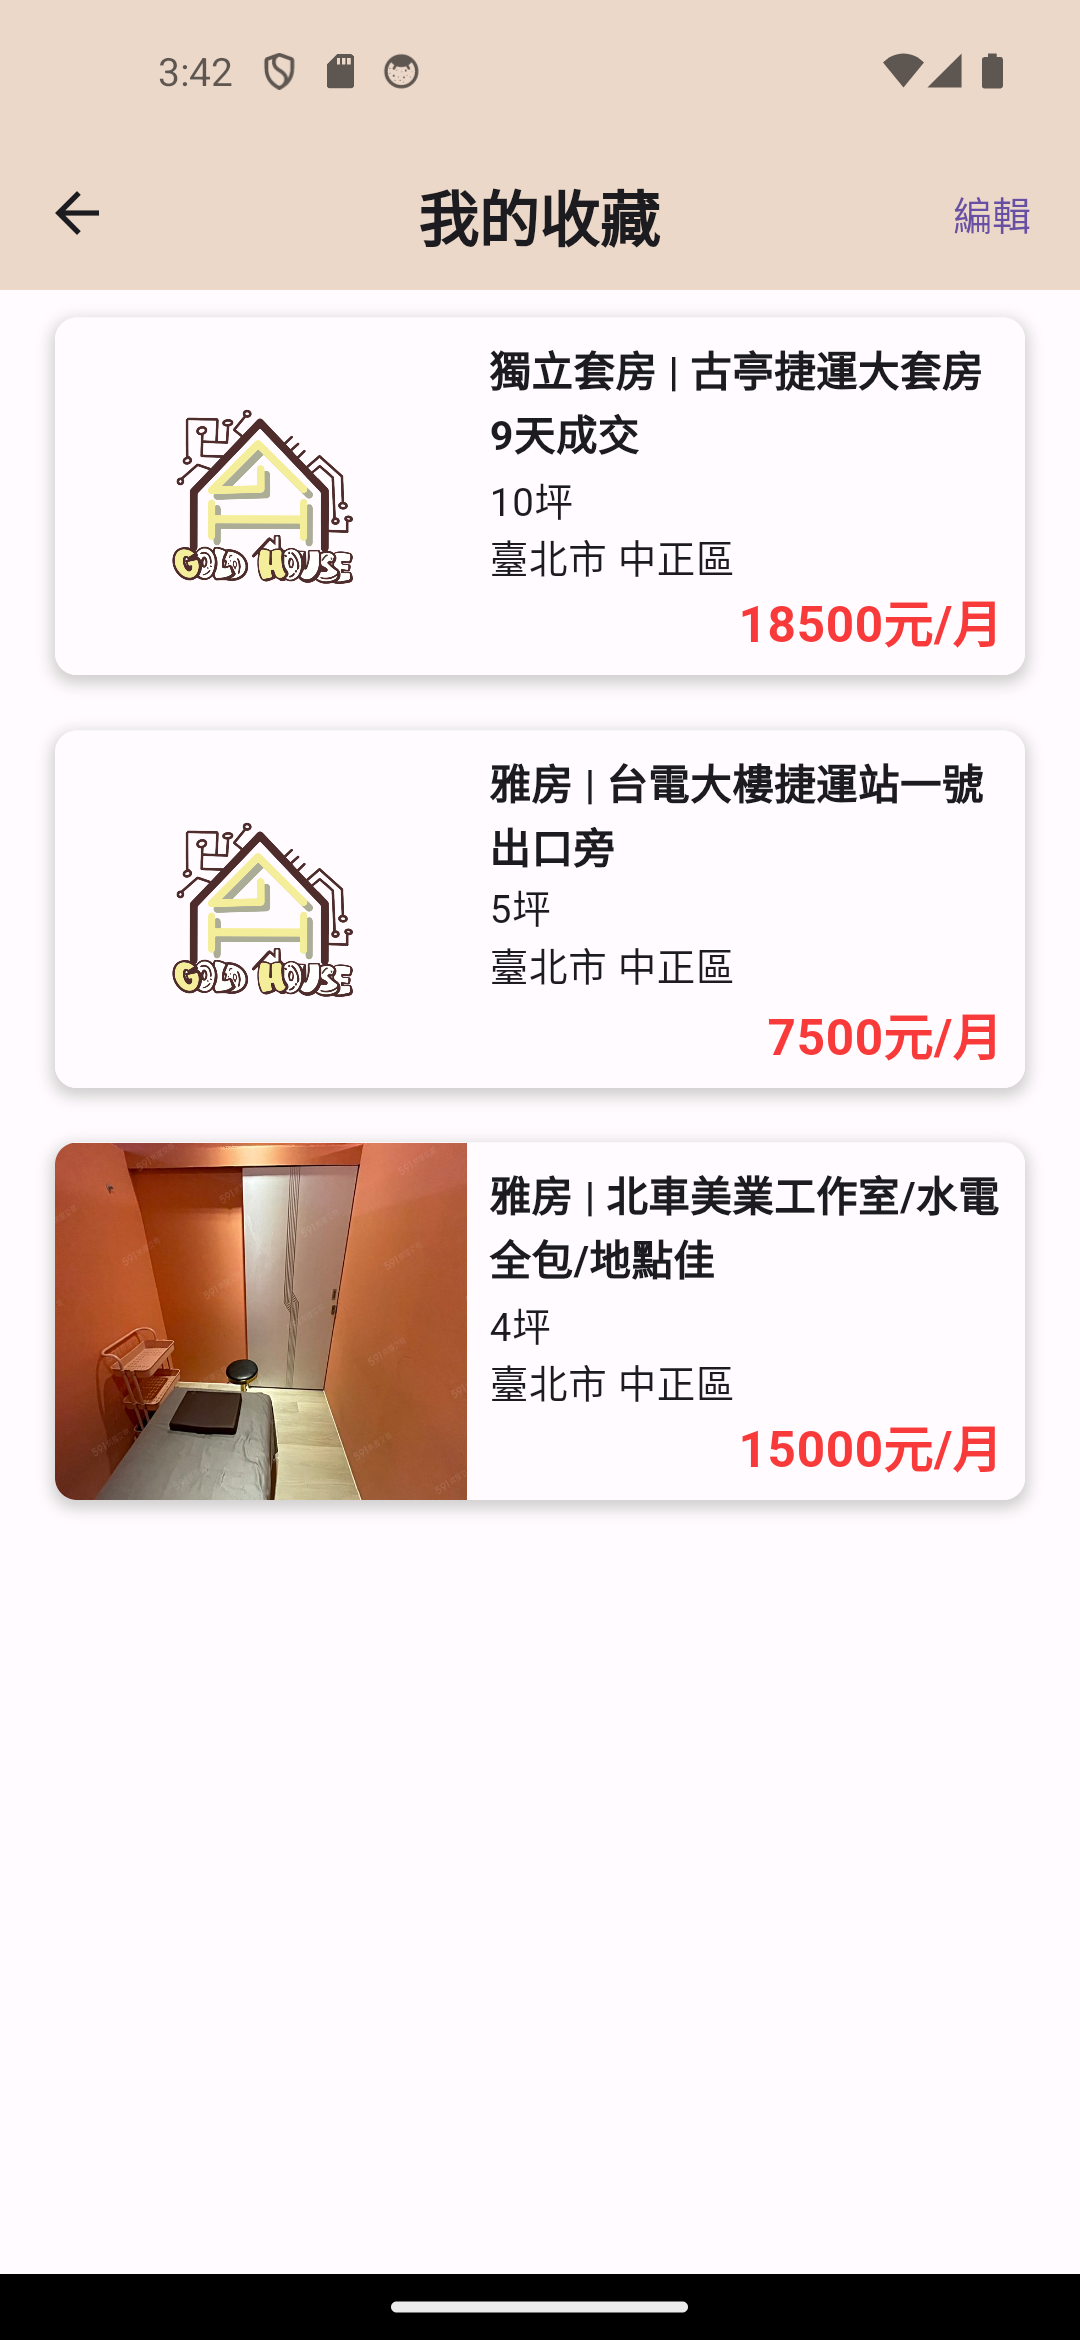 3:42
我的收藏
編輯
獨立套房 | 古亭捷運大套房
9天成交
10坪
臺北市 中正區
18500元/月
GOLD HOUSE
雅房 | 台電大樓捷運站一號
出口旁
5坪
臺北市 中正區
7500元/月
GOLD HOUSE
雅房 | 北車美業工作室/水電
全包/地點佳
4坪
臺北市 中正區
15000元/月